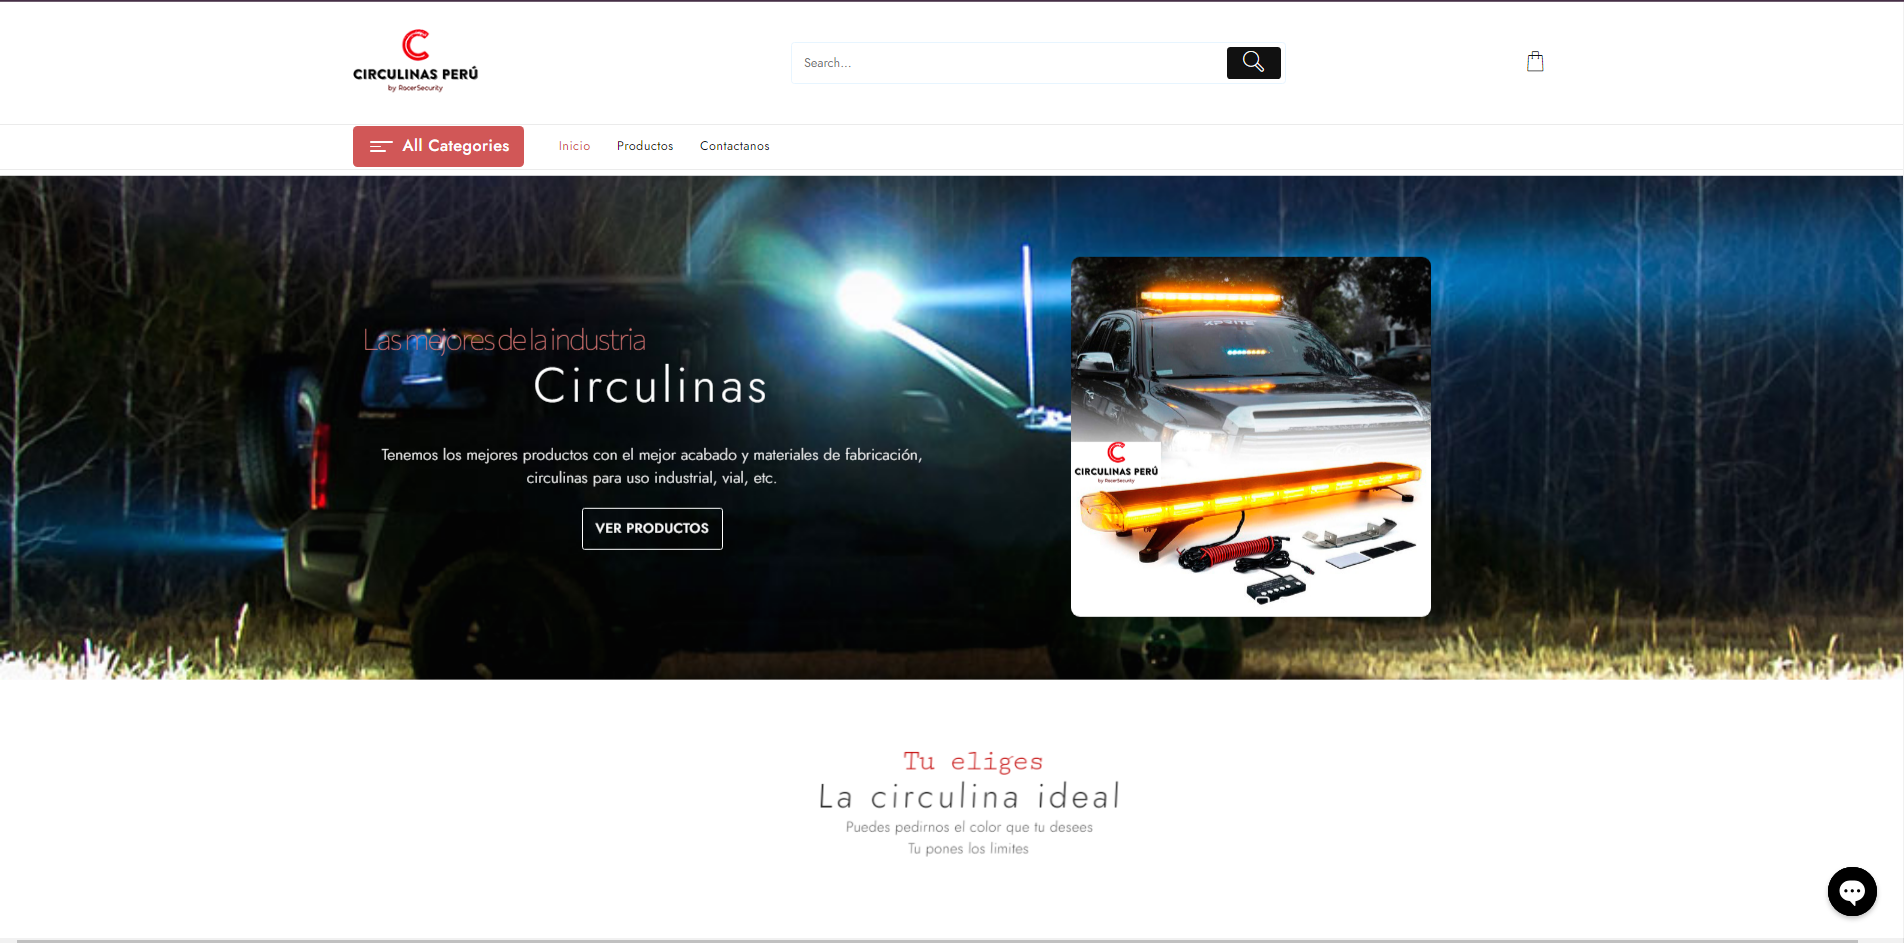 CIRCULINAS PERÚ
by RacerSecurity
Search...
All Categories
Inicio
Productos
Contactanos
Las mejores de la industria
Circulinas
Tenemos los mejores productos con el mejor acabado y materiales de fabricación,
circulinas para uso industrial, vial, etc.
VER PRODUCTOS
XPRITE
CIRCULINAS PERÚ
by RacerSecurity
Tu eliges
La circulina ideal
Puedes pedirnos el color que tu desees
Tu pones los limites